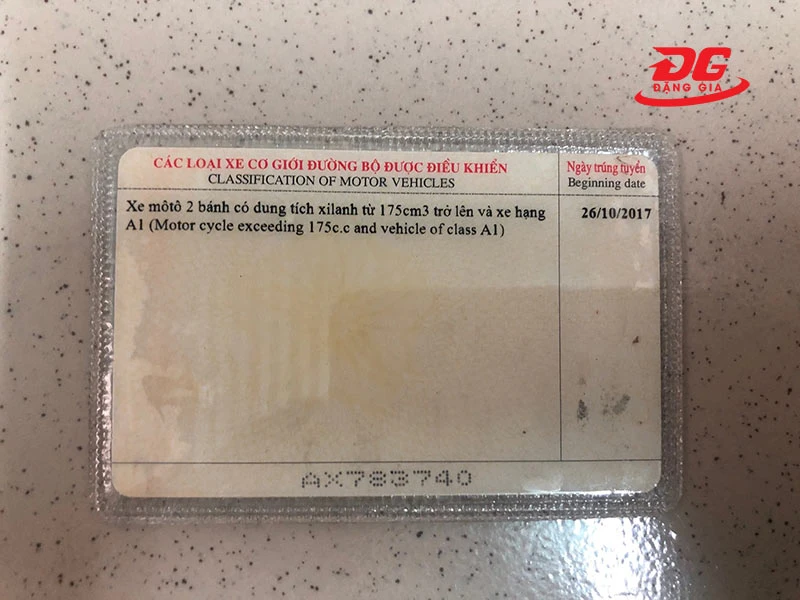 ĐG
ĐẶNG GIA
CÁC LOẠI XE CƠ GIỚI ĐƯỜNG BỘ ĐƯỢC ĐIỀU KHIỂN
CLASSIFICATION OF MOTOR VEHICLES
Ngày trúng tuyển
Beginning date
Xe môtô 2 bánh có dung tích xilanh từ 175cm3 trở lên và xe hạng
A1 (Motor cycle exceeding 175c.c and vehicle of class A1)
26/10/2017
AX783740